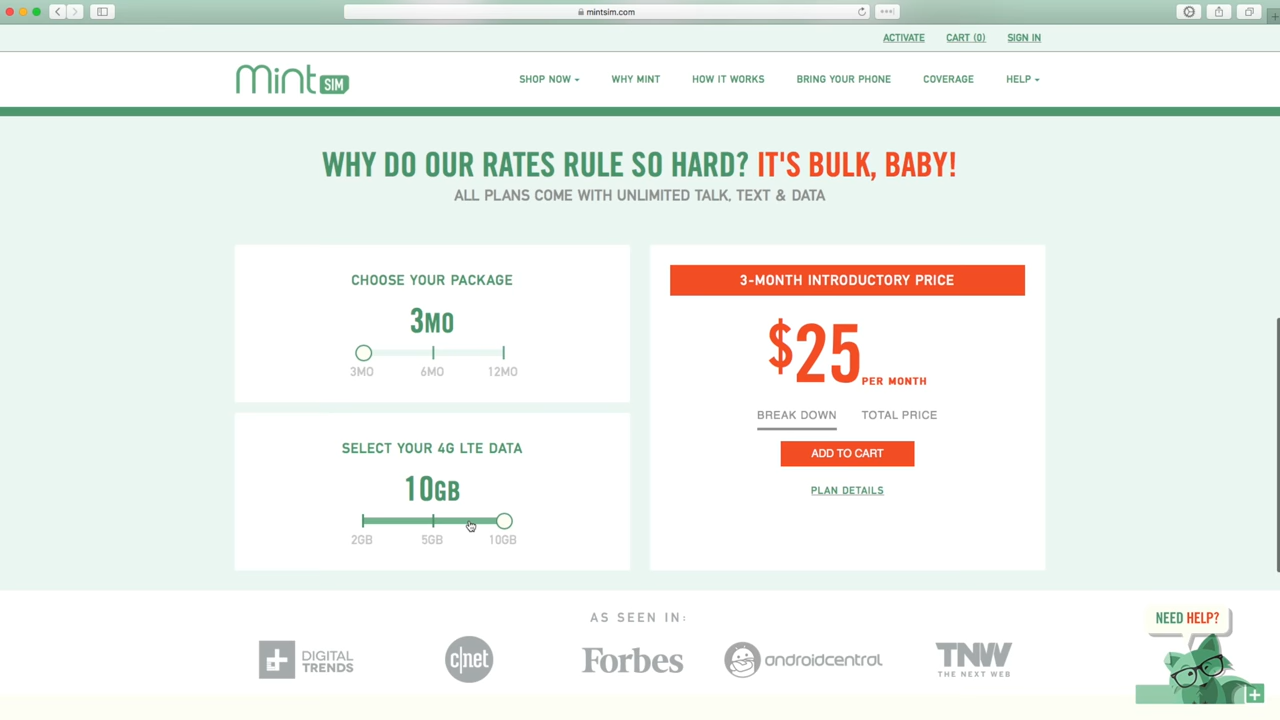 mintsim.com
ACTIVATE CART (0) SIGN IN
mint SIM
SHOP NOW WHY MINT HOW IT WORKS BRING YOUR PHONE COVERAGE HELP
WHY DO OUR RATES RULE SO HARD? IT'S BULK, BABY!
ALL PLANS COME WITH UNLIMITED TALK, TEXT & DATA
CHOOSE YOUR PACKAGE
3MO
3MO 6MO 12MO
SELECT YOUR 4G LTE DATA
10GB
2GB 5GB 10GB
3-MONTH INTRODUCTORY PRICE
$25 PER MONTH
BREAK DOWN TOTAL PRICE
ADD TO CART
PLAN DETAILS
AS SEEN IN:
DIGITAL TRENDS
c|net
Forbes
androidcentral
TNW
THE NEXT WEB
NEED HELP?